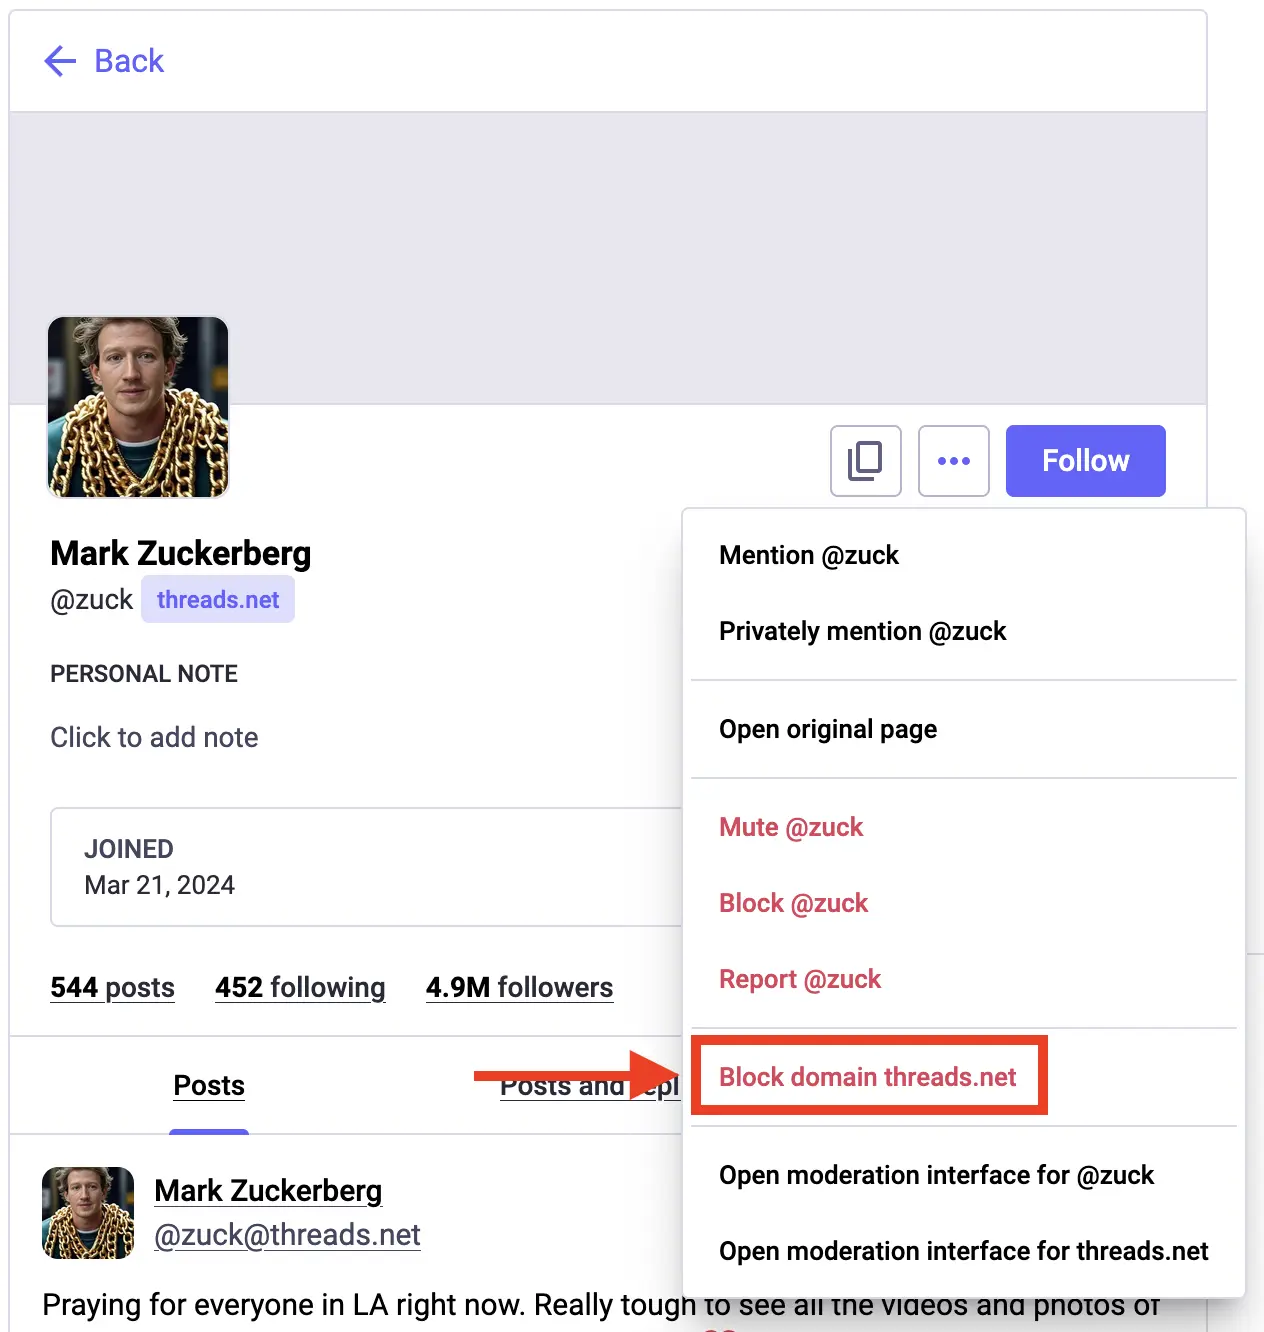 Back
Follow
Mark Zuckerberg
@zuck threads.net
PERSONAL NOTE
Click to add note
JOINED
Mar 21, 2024
544 posts 452 following 4.9M followers
Mention @zuck
Privately mention @zuck
Open original page
Mute @zuck
Block @zuck
Report @zuck
Block domain threads.net
Open moderation interface for @zuck
Open moderation interface for threads.net
Posts
Posts and repl
Mark Zuckerberg
@zuck@threads.net
Praying for everyone in LA right now. Really tough to see all the videos and photos of